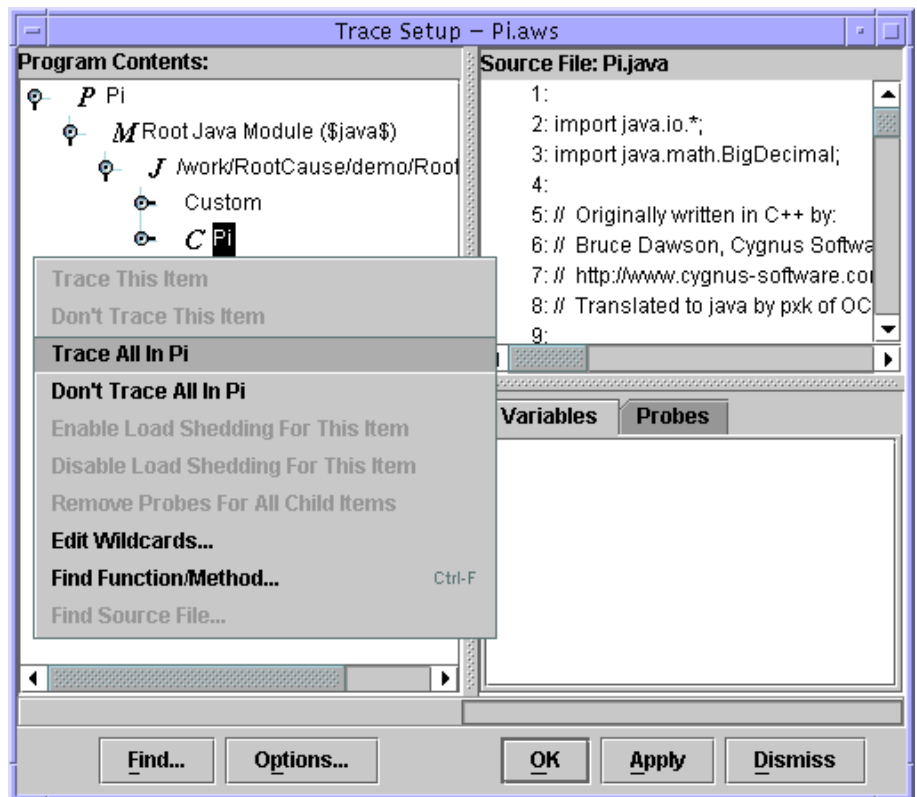 Trace Setup – Pi.aws
Program Contents:
P Pi
M Root Java Module ($java$)
J /work/RootCause/demo/Root
Custom
C Pi
Trace This Item
Don't Trace This Item
Trace All In Pi
Don't Trace All In Pi
Enable Load Shedding For This Item
Disable Load Shedding For This Item
Remove Probes For All Child Items
Edit Wildcards...
Find Function/Method... Ctrl-F
Find Source File...
Source File: Pi.java
1:
2: import java.io.*;
3: import java.math.BigDecimal;
4:
5: // Originally written in C++ by:
6: // Bruce Dawson, Cygnus Softwa
7: // http://www.cygnus-software.co
8: // Translated to java by pxk of OC
9:
Variables Probes
Find... Options... OK Apply Dismiss